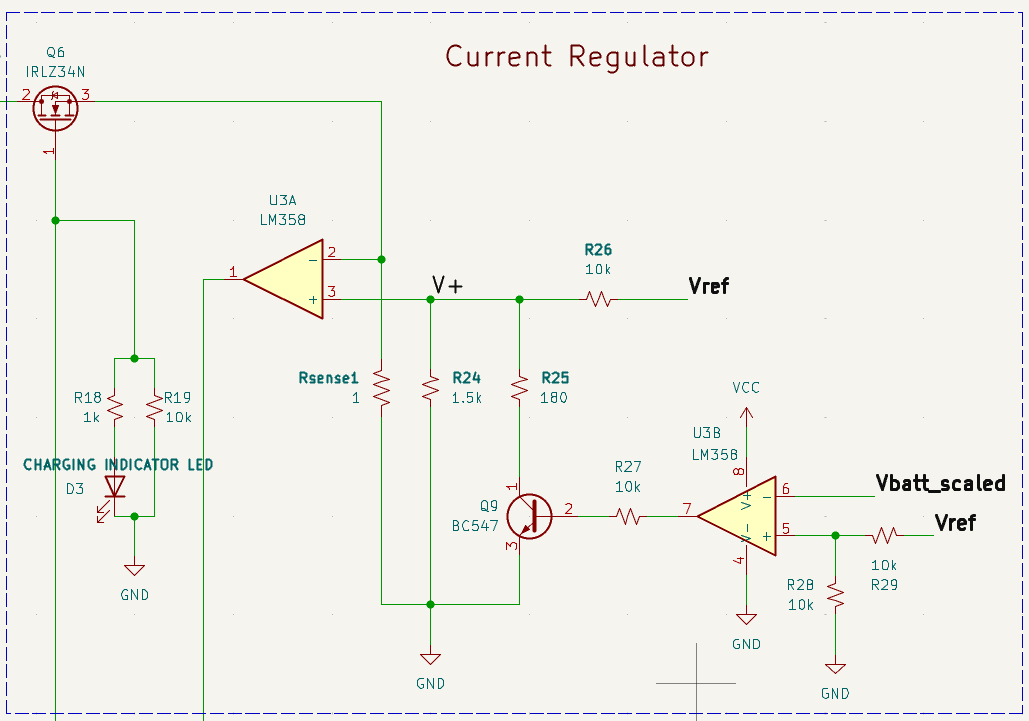 Current Regulator
Q6
IRLZ34N
2
3
1
U3A
LM358
1
2
3
−
+
V+
R26
10k
Vref
Rsense1
1
R24
1.5k
R25
180
R18
1k
R19
10k
CHARGING INDICATOR LED
D3
GND
VCC
U3B
LM358
8
V+
V-
4
−
+
6
5
7
Vbatt_scaled
Vref
R27
10k
Q9
BC547
1
2
3
10k
R29
R28
10k
GND
GND
GND